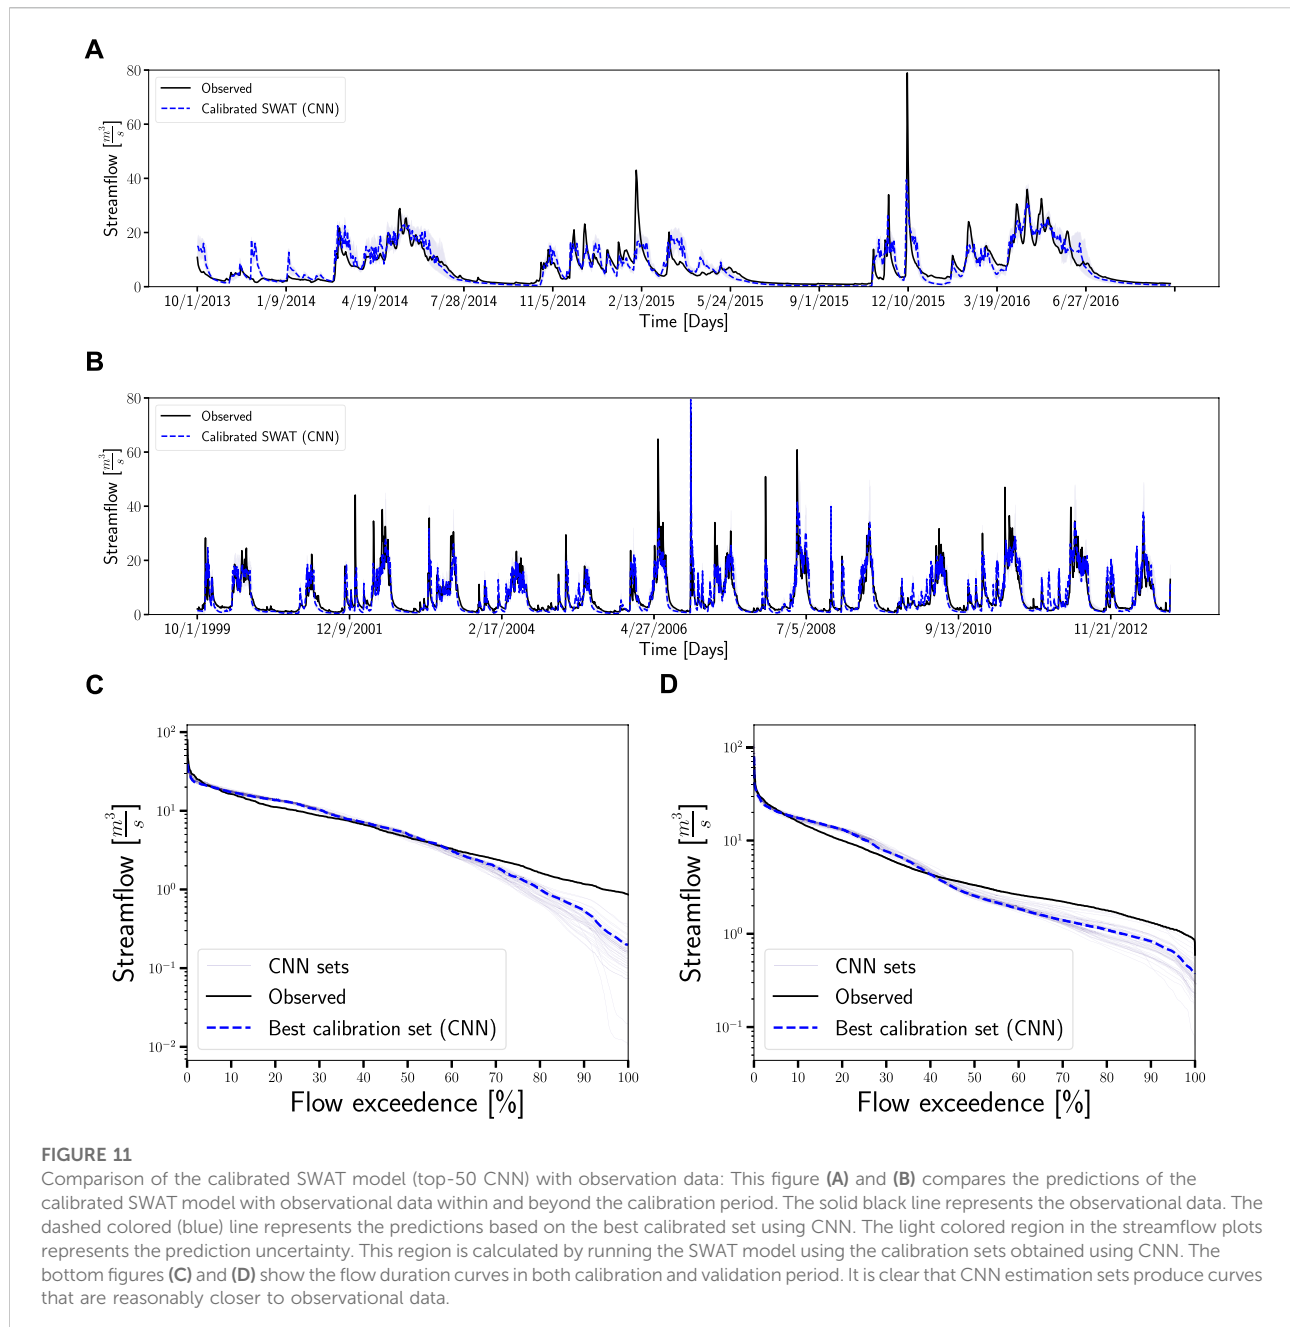 A
80
60
40
20
0
Streamflow [m³/s]
Observed
Calibrated SWAT (CNN)
10/1/2013 1/9/2014 4/19/2014 7/28/2014 11/5/2014 2/13/2015 5/24/2015 9/1/2015 12/10/2015 3/19/2016 6/27/2016
Time [Days]
B
80
60
40
20
0
Streamflow [m³/s]
Observed
Calibrated SWAT (CNN)
10/1/1999 12/9/2001 2/17/2004 4/27/2006 7/5/2008 9/13/2010 11/21/2012
Time [Days]
C
10²
10¹
10⁰
10⁻¹
10⁻²
Streamflow [m³/s]
CNN sets
Observed
Best calibration set (CNN)
0 10 20 30 40 50 60 70 80 90 100
Flow exceedence [%]
D
10²
10¹
10⁰
10⁻¹
Streamflow [m³/s]
CNN sets
Observed
Best calibration set (CNN)
0 10 20 30 40 50 60 70 80 90 100
Flow exceedence [%]
FIGURE 11
Comparison of the calibrated SWAT model (top-50 CNN) with observation data: This figure (A) and (B) compares the predictions of the
calibrated SWAT model with observational data within and beyond the calibration period. The solid black line represents the observational data. The
dashed colored (blue) line represents the predictions based on the best calibrated set using CNN. The light colored region in the streamflow plots
represents the prediction uncertainty. This region is calculated by running the SWAT model using the calibration sets obtained using CNN. The
bottom figures (C) and (D) show the flow duration curves in both calibration and validation period. It is clear that CNN estimation sets produce curves
that are reasonably closer to observational data.